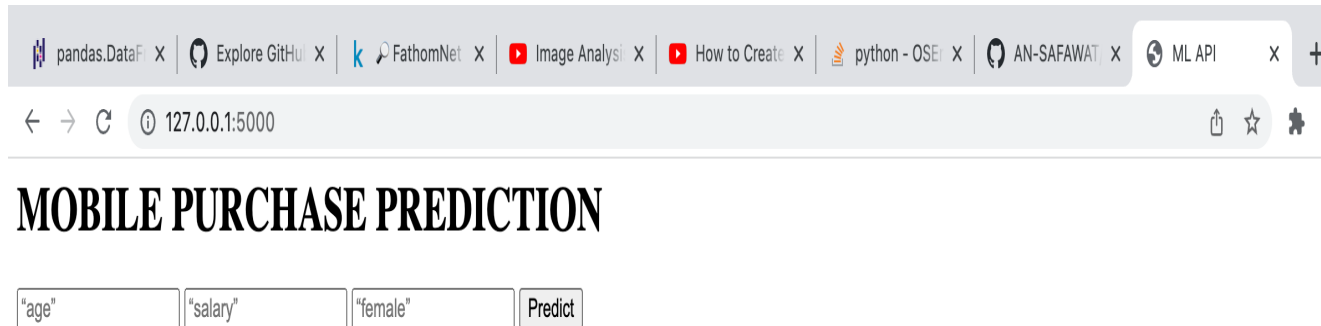 pandas.DataF
Explore GitHu
FathomNet
Image Analysi
How to Create
python - OSEr
AN-SAFAWAT/
ML API
127.0.0.1:5000
MOBILE PURCHASE PREDICTION
“age” “salary” “female” Predict